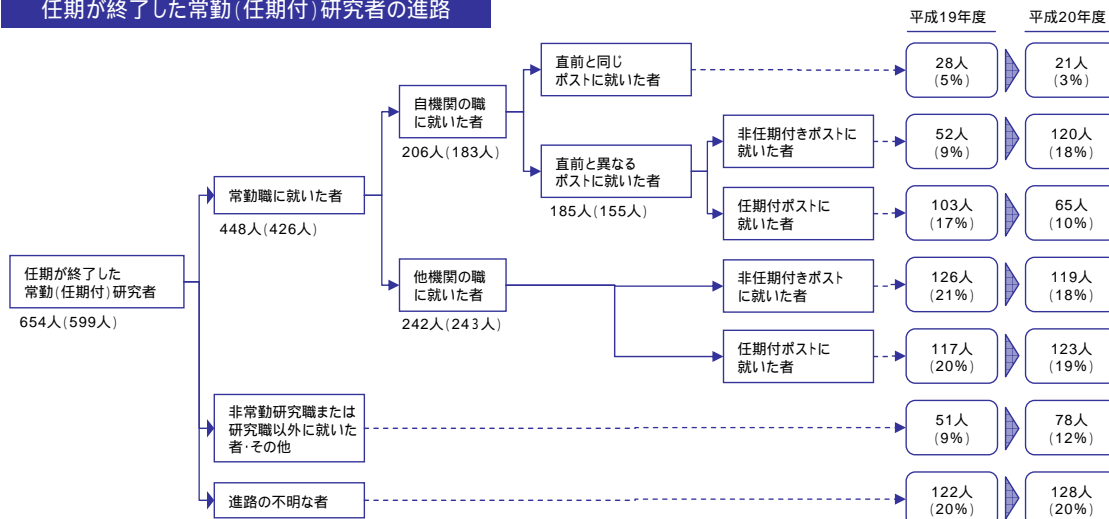 任期が終了した常勤(任期付)研究者の進路
平成19年度
平成20年度
直前と同じ
ポストに就いた者
28人
(5%)
21人
(3%)
自機関の職
に就いた者
206人(183人)
非任期付きポストに
就いた者
52人
(9%)
120人
(18%)
直前と異なる
ポストに就いた者
185人(155人)
常勤職に就いた者
448人(426人)
任期付ポストに
就いた者
103人
(17%)
65人
(10%)
任期が終了した
常勤(任期付)研究者
654人(599人)
他機関の職
に就いた者
242人(243人)
非任期付きポスト
に就いた者
126人
(21%)
119人
(18%)
任期付ポストに
就いた者
117人
(20%)
123人
(19%)
非常勤研究職または
研究職以外に就いた
者・その他
51人
(9%)
78人
(12%)
進路の不明な者
122人
(20%)
128人
(20%)